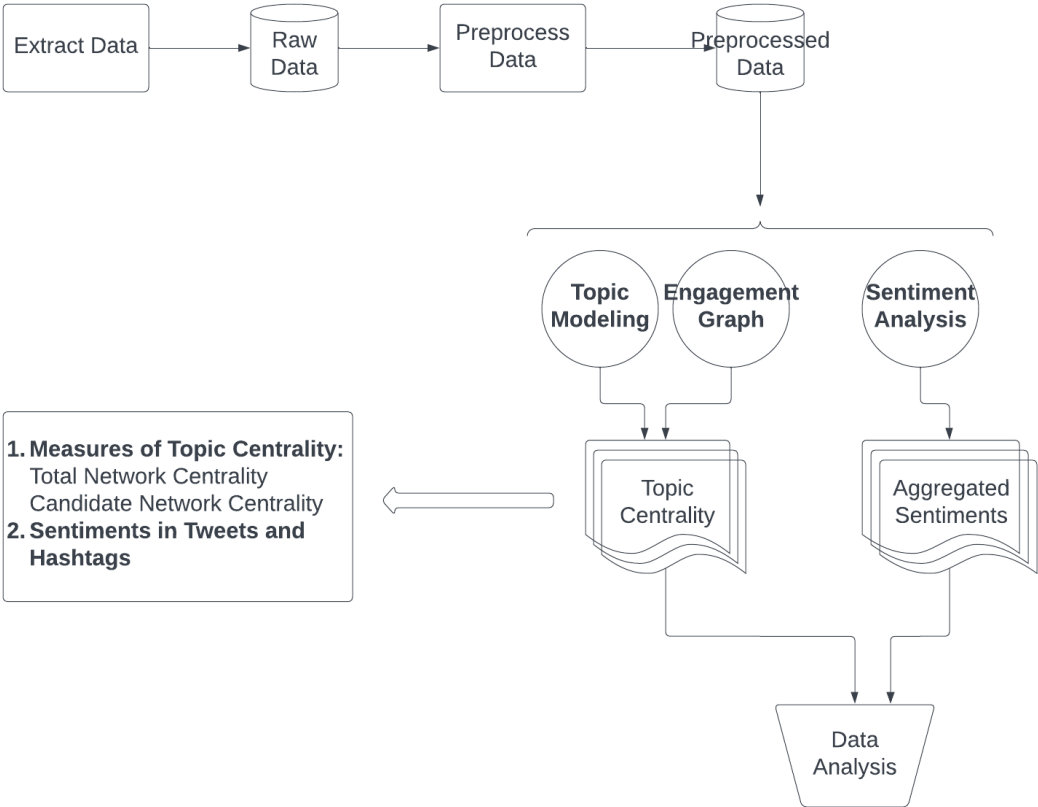 Extract Data
Raw
Data
Preprocess
Data
Preprocessed
Data
Topic
Modeling
Engagement
Graph
Sentiment
Analysis
1. Measures of Topic Centrality:
Total Network Centrality
Candidate Network Centrality
2. Sentiments in Tweets and
Hashtags
Topic
Centrality
Aggregated
Sentiments
Data
Analysis